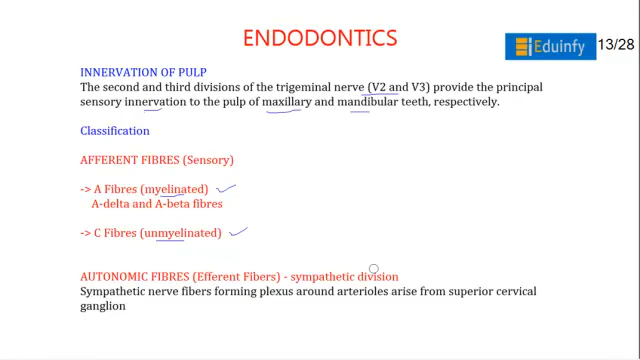 ENDODONTICS
Eduinfy
13/28
INNERVATION OF PULP
The second and third divisions of the trigeminal nerve (V2 and V3) provide the principal
sensory innervation to the pulp of maxillary and mandibular teeth, respectively.
Classification
AFFERENT FIBRES (Sensory)
-> A Fibres (myelinated)
A-delta and A-beta fibres
-> C Fibres (unmyelinated)
AUTONOMIC FIBRES (Efferent Fibers) - sympathetic division
Sympathetic nerve fibers forming plexus around arterioles arise from superior cervical
ganglion